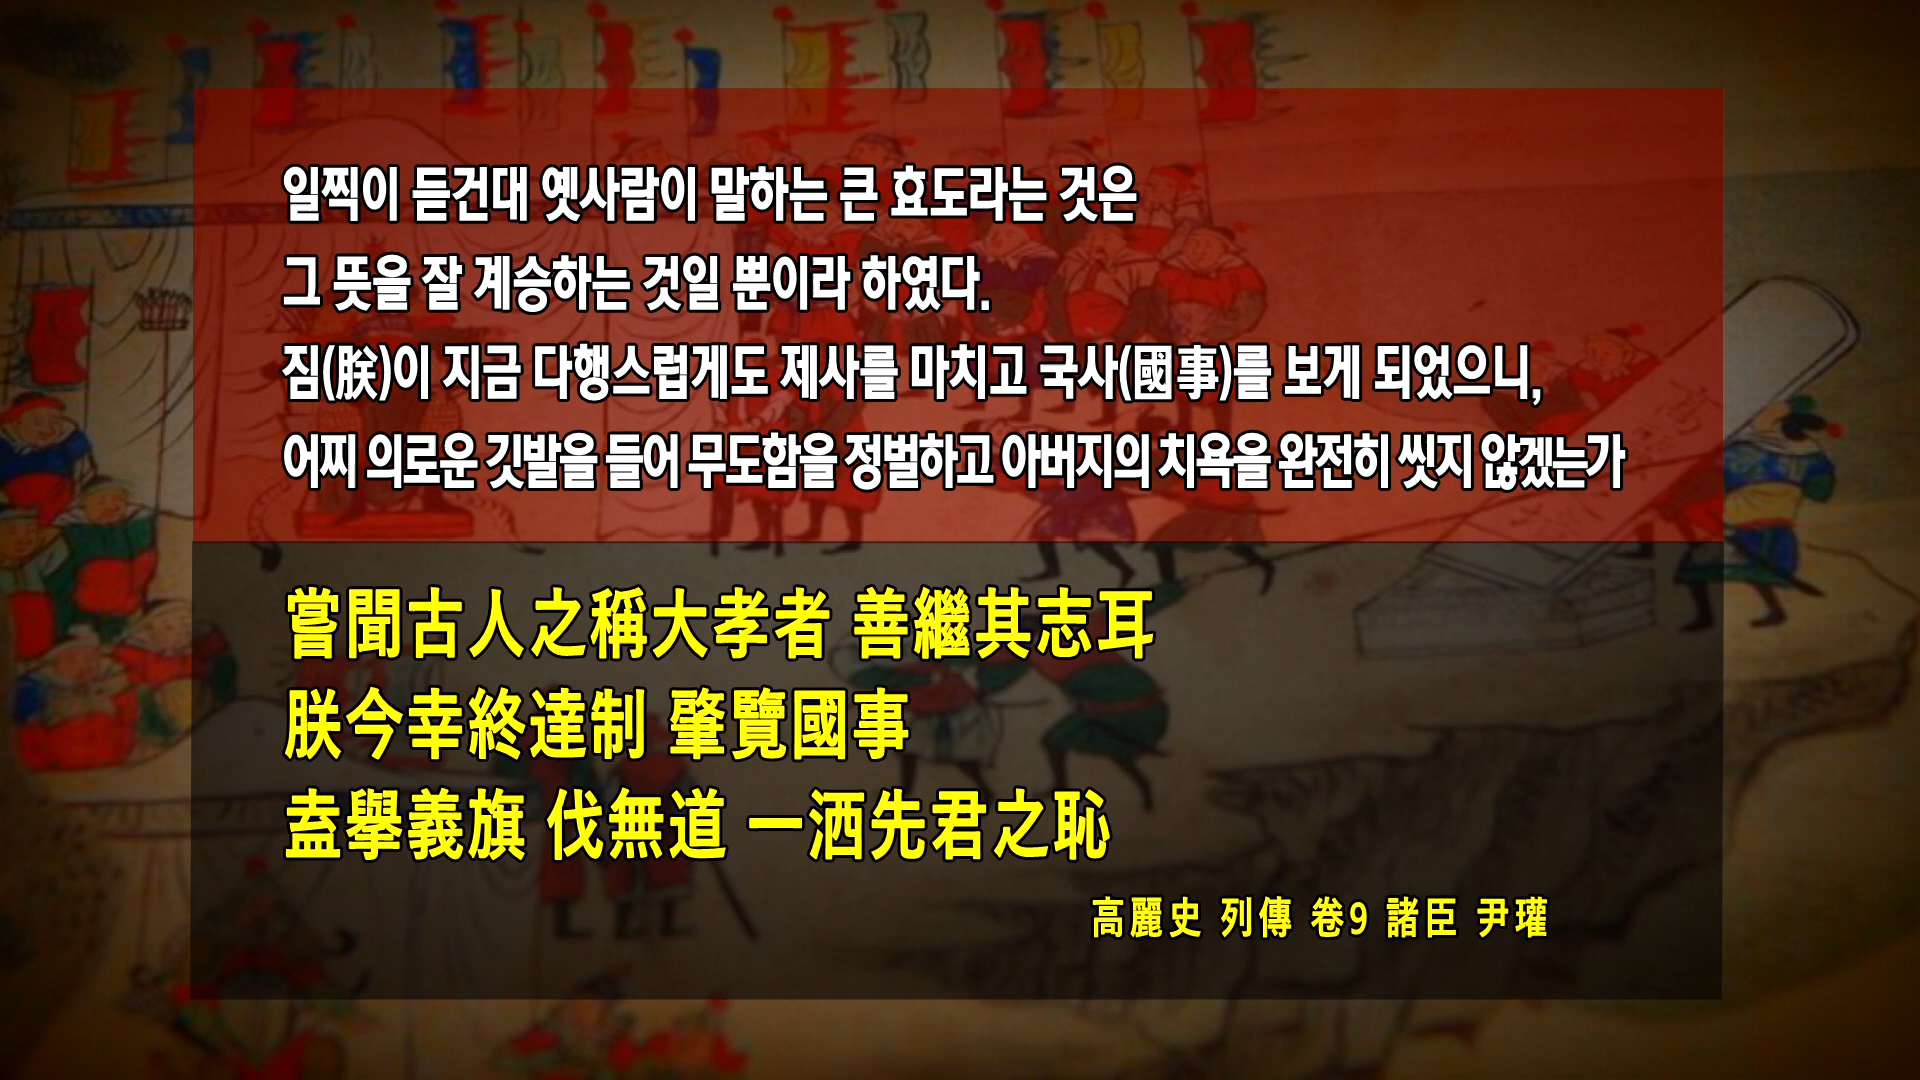 일찍이 듣건대 옛사람이 말하는 큰 효도라는 것은
그 뜻을 잘 계승하는 것일 뿐이라 하였다.
짐(朕)이 지금 다행스럽게도 제사를 마치고 국사(國事)를 보게 되었으니,
어찌 의로운 깃발을 들어 무도함을 정벌하고 아버지의 치욕을 완전히 씻지 않겠는가
嘗聞古人之稱大孝者 善繼其志耳
朕今幸終達制 肇覽國事
盍擧義旗 伐無道 一洒先君之恥
高麗史 列傳 卷9 諸臣 尹瓘